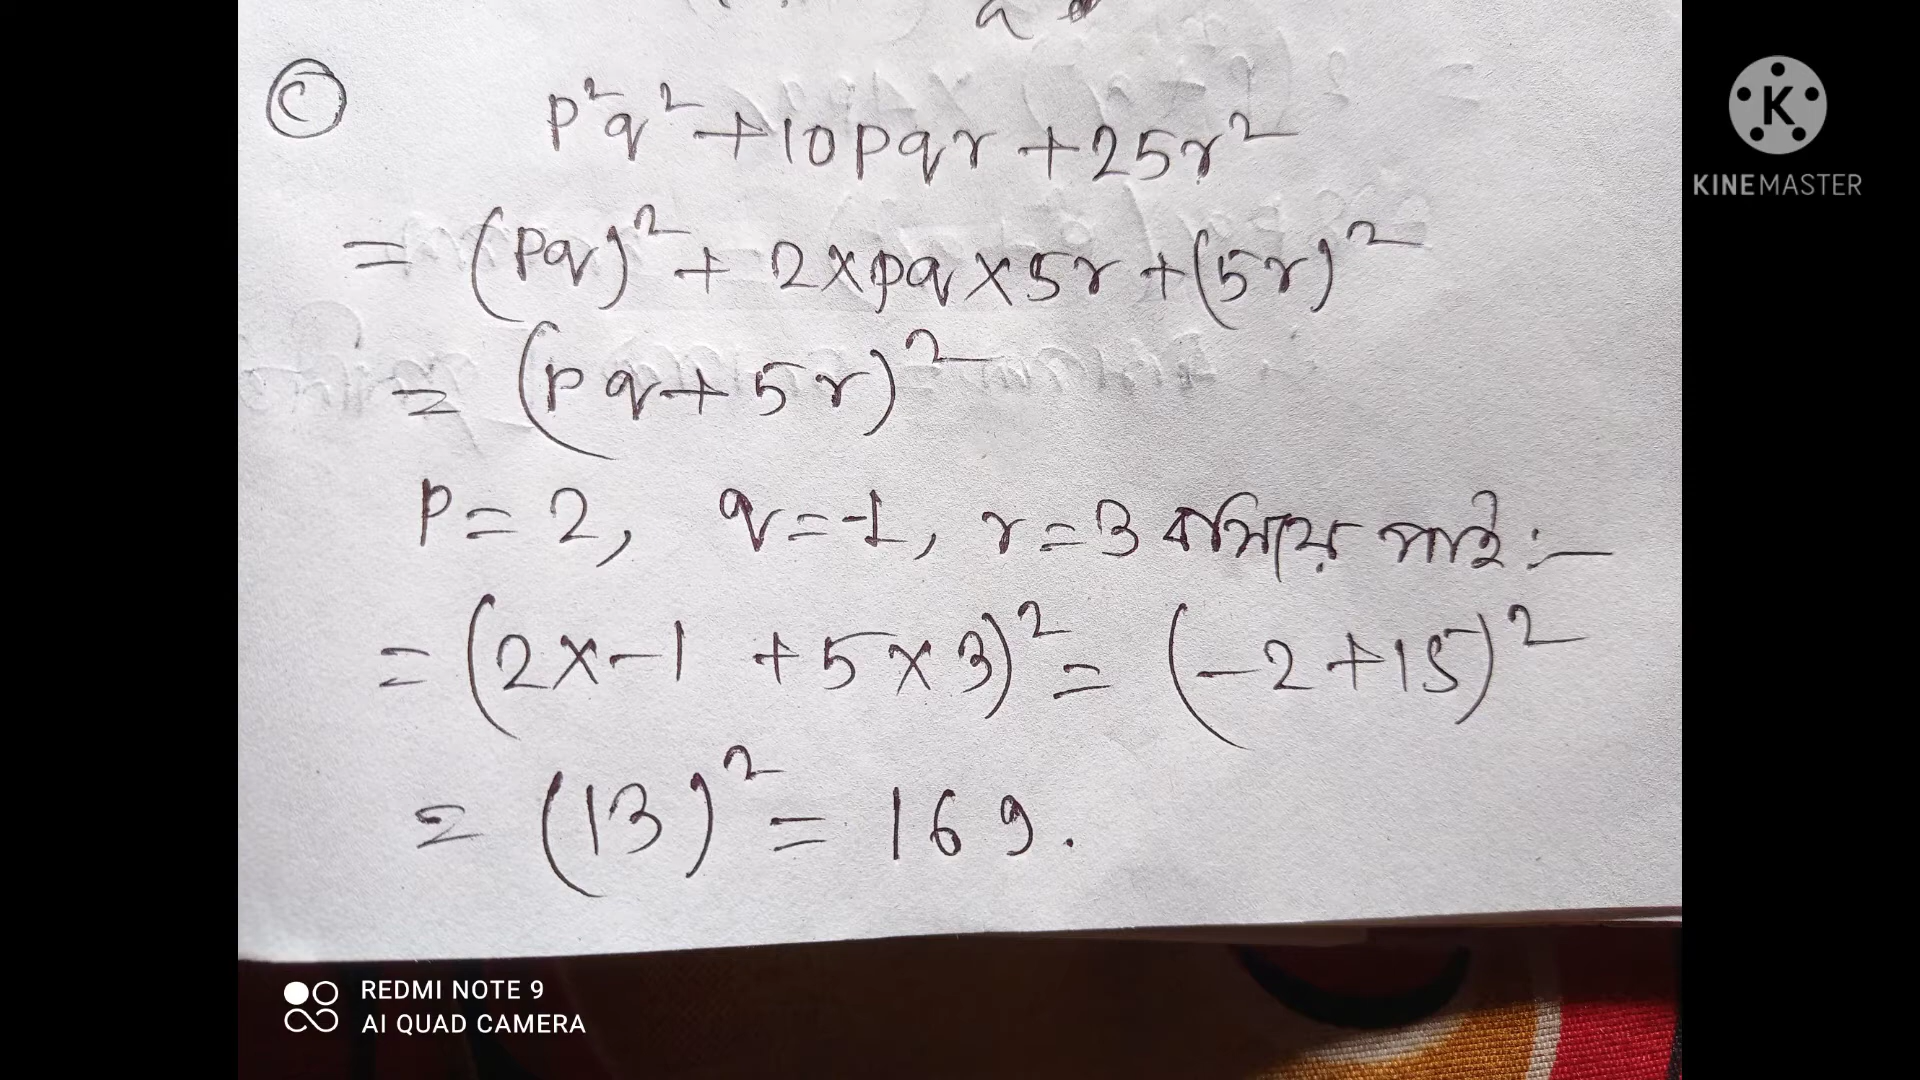 C
p²q² + 10pqr + 25r²
= (pq)² + 2×pq×5r + (5r)²
= (pq + 5r)²
p = 2, q = -1, r = 3 বসিয়ে পাই :—
= (2×-1 + 5×3)² = (-2+15)²
= (13)² = 169.
K
KINEMASTER
REDMI NOTE 9
AI QUAD CAMERA